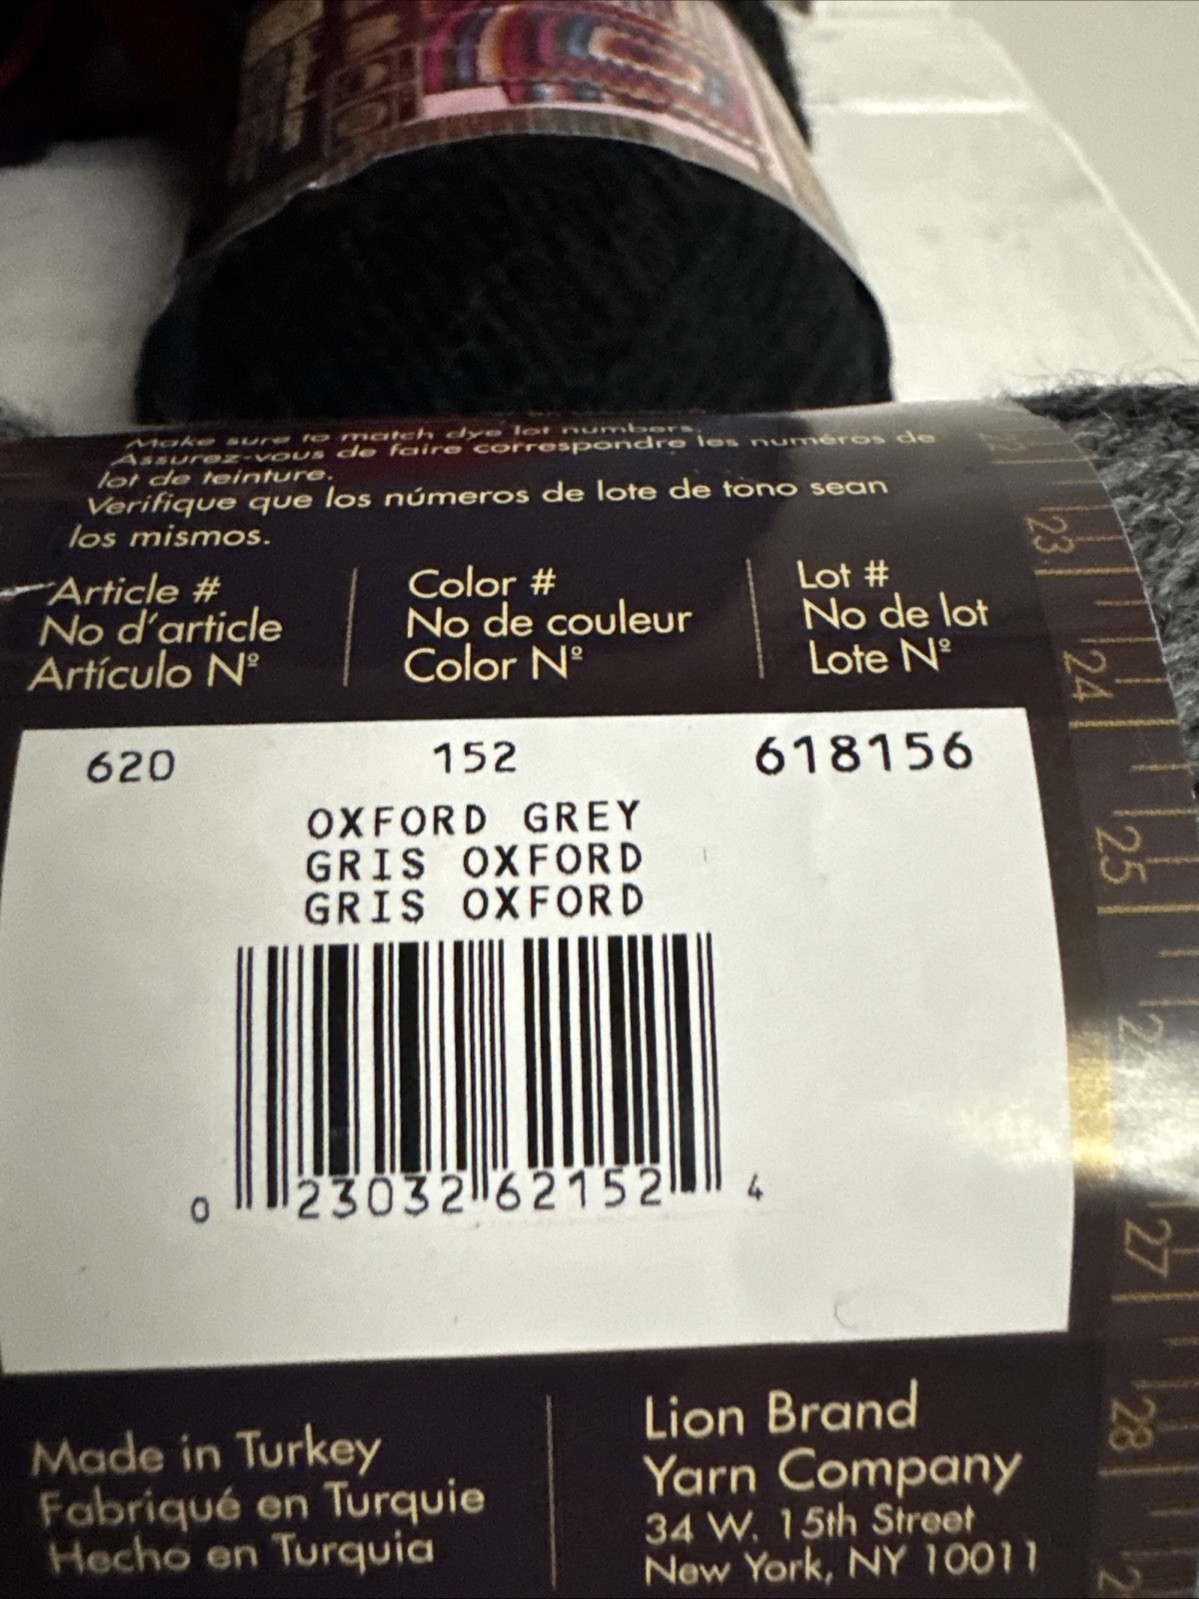 Make sure to match dye lot numbers.
Assurez-vous de faire correspondre les numéros de
lot de teinture.
Verifique que los números de lote de tono sean
los mismos.
Article #
No d'article
Artículo Nº
Color #
No de couleur
Color Nº
Lot #
No de lot
Lote Nº
620 152 618156
OXFORD GREY
GRIS OXFORD
GRIS OXFORD
0 23032 62152 4
Made in Turkey
Fabriqué en Turquie
Hecho en Turquia
Lion Brand
Yarn Company
34 W. 15th Street
New York, NY 10011
23
24
25
27
28